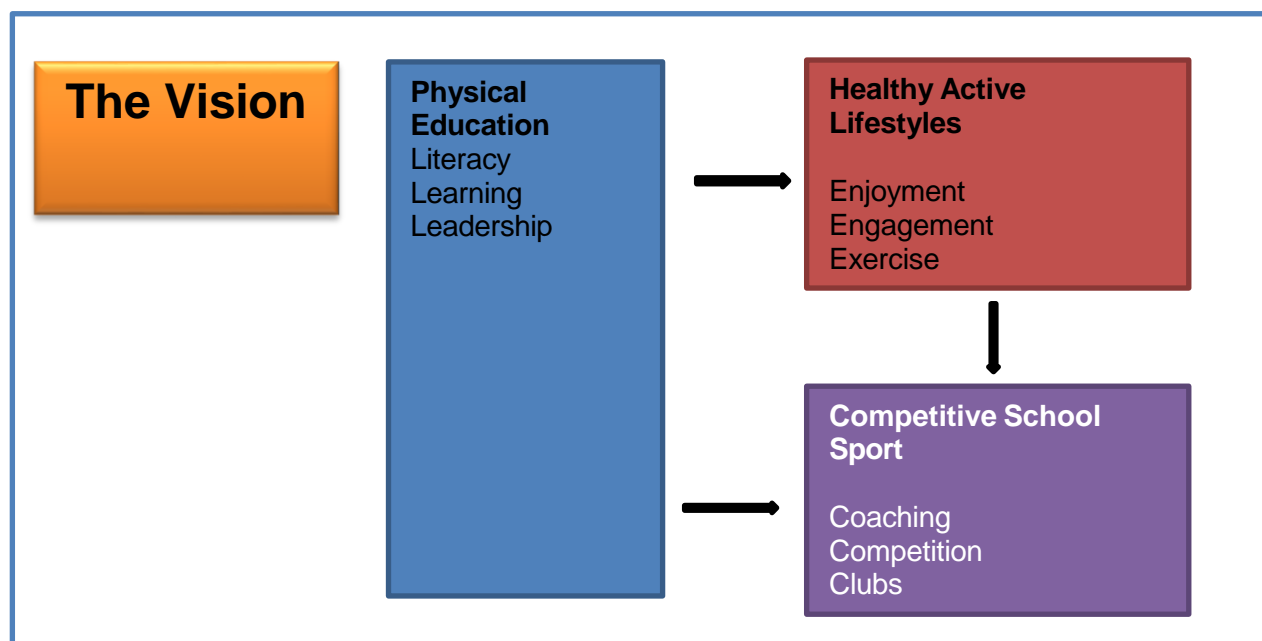 The Vision
Physical
Education
Literacy
Learning
Leadership
Healthy Active
Lifestyles
Enjoyment
Engagement
Exercise
Competitive School
Sport
Coaching
Competition
Clubs